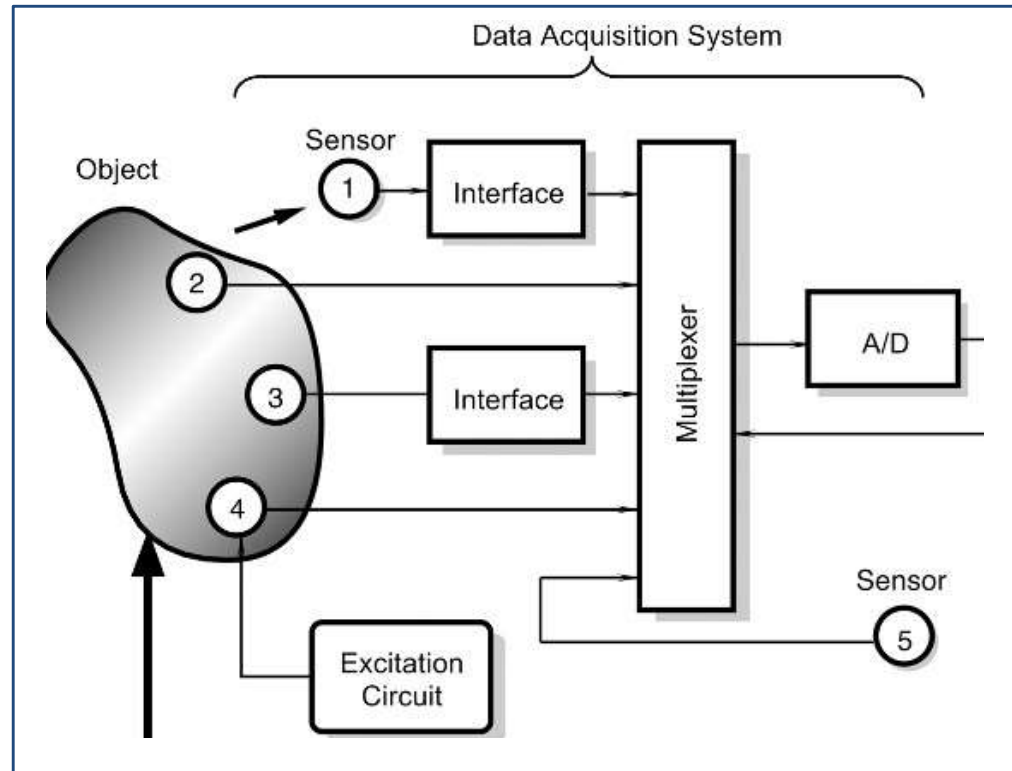 Data Acquisition System
Sensor
Object
1
Interface
2
Multiplexer
A/D
3
Interface
4
Sensor
5
Excitation
Circuit